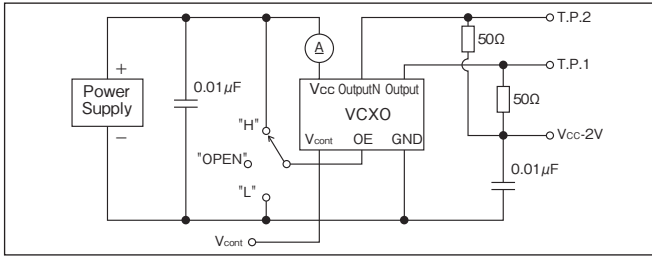 T.P.2
50Ω
A
T.P.1
+
Power
Supply
−
0.01μF
Vcc OutputN Output
VCXO
Vcont OE GND
50Ω
"H"
Vcc-2V
"OPEN"
0.01μF
"L"
Vcont